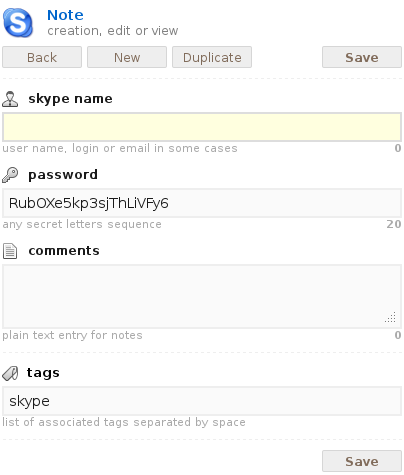 Note
creation, edit or view
Back New Duplicate Save
skype name
user name, login or email in some cases 0
password
RubOXe5kp3sjThLiVFy6
any secret letters sequence 20
comments
plain text entry for notes 0
tags
skype
list of associated tags separated by space
Save